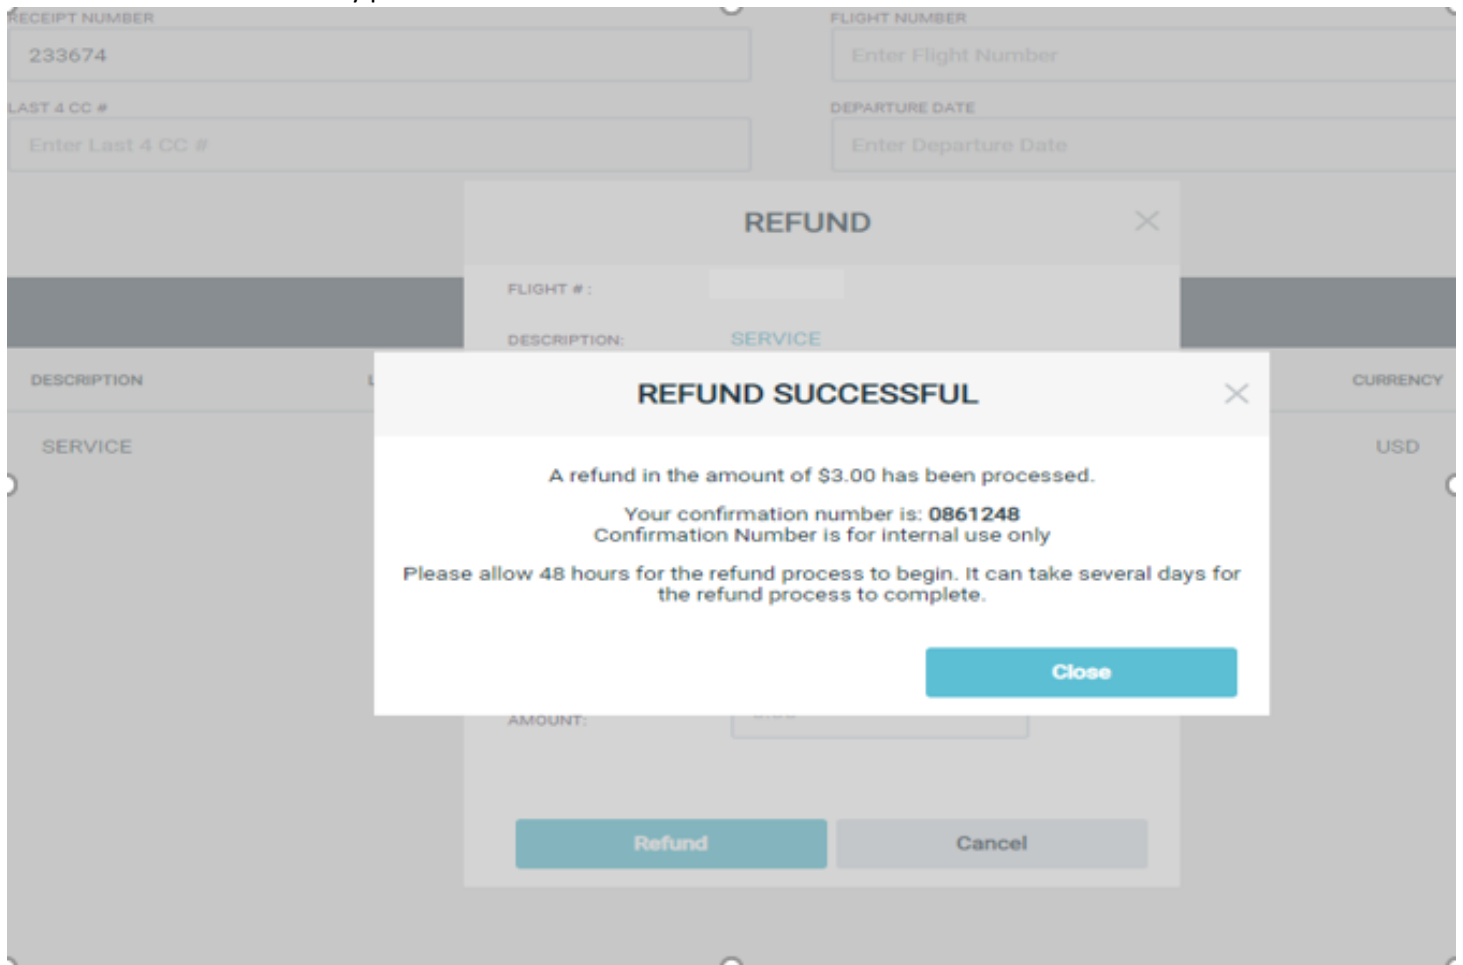 RECEIPT NUMBER
FLIGHT NUMBER
233674
Enter Flight Number
LAST 4 CC #
DEPARTURE DATE
Enter Last 4 CC #
Enter Departure Date
REFUND
FLIGHT # :
DESCRIPTION:
SERVICE
DESCRIPTION
CURRENCY
REFUND SUCCESSFUL
SERVICE
USD
A refund in the amount of $3.00 has been processed.
Your confirmation number is: 0861248
Confirmation Number is for internal use only
Please allow 48 hours for the refund process to begin. It can take several days for
the refund process to complete.
Close
AMOUNT:
Refund
Cancel